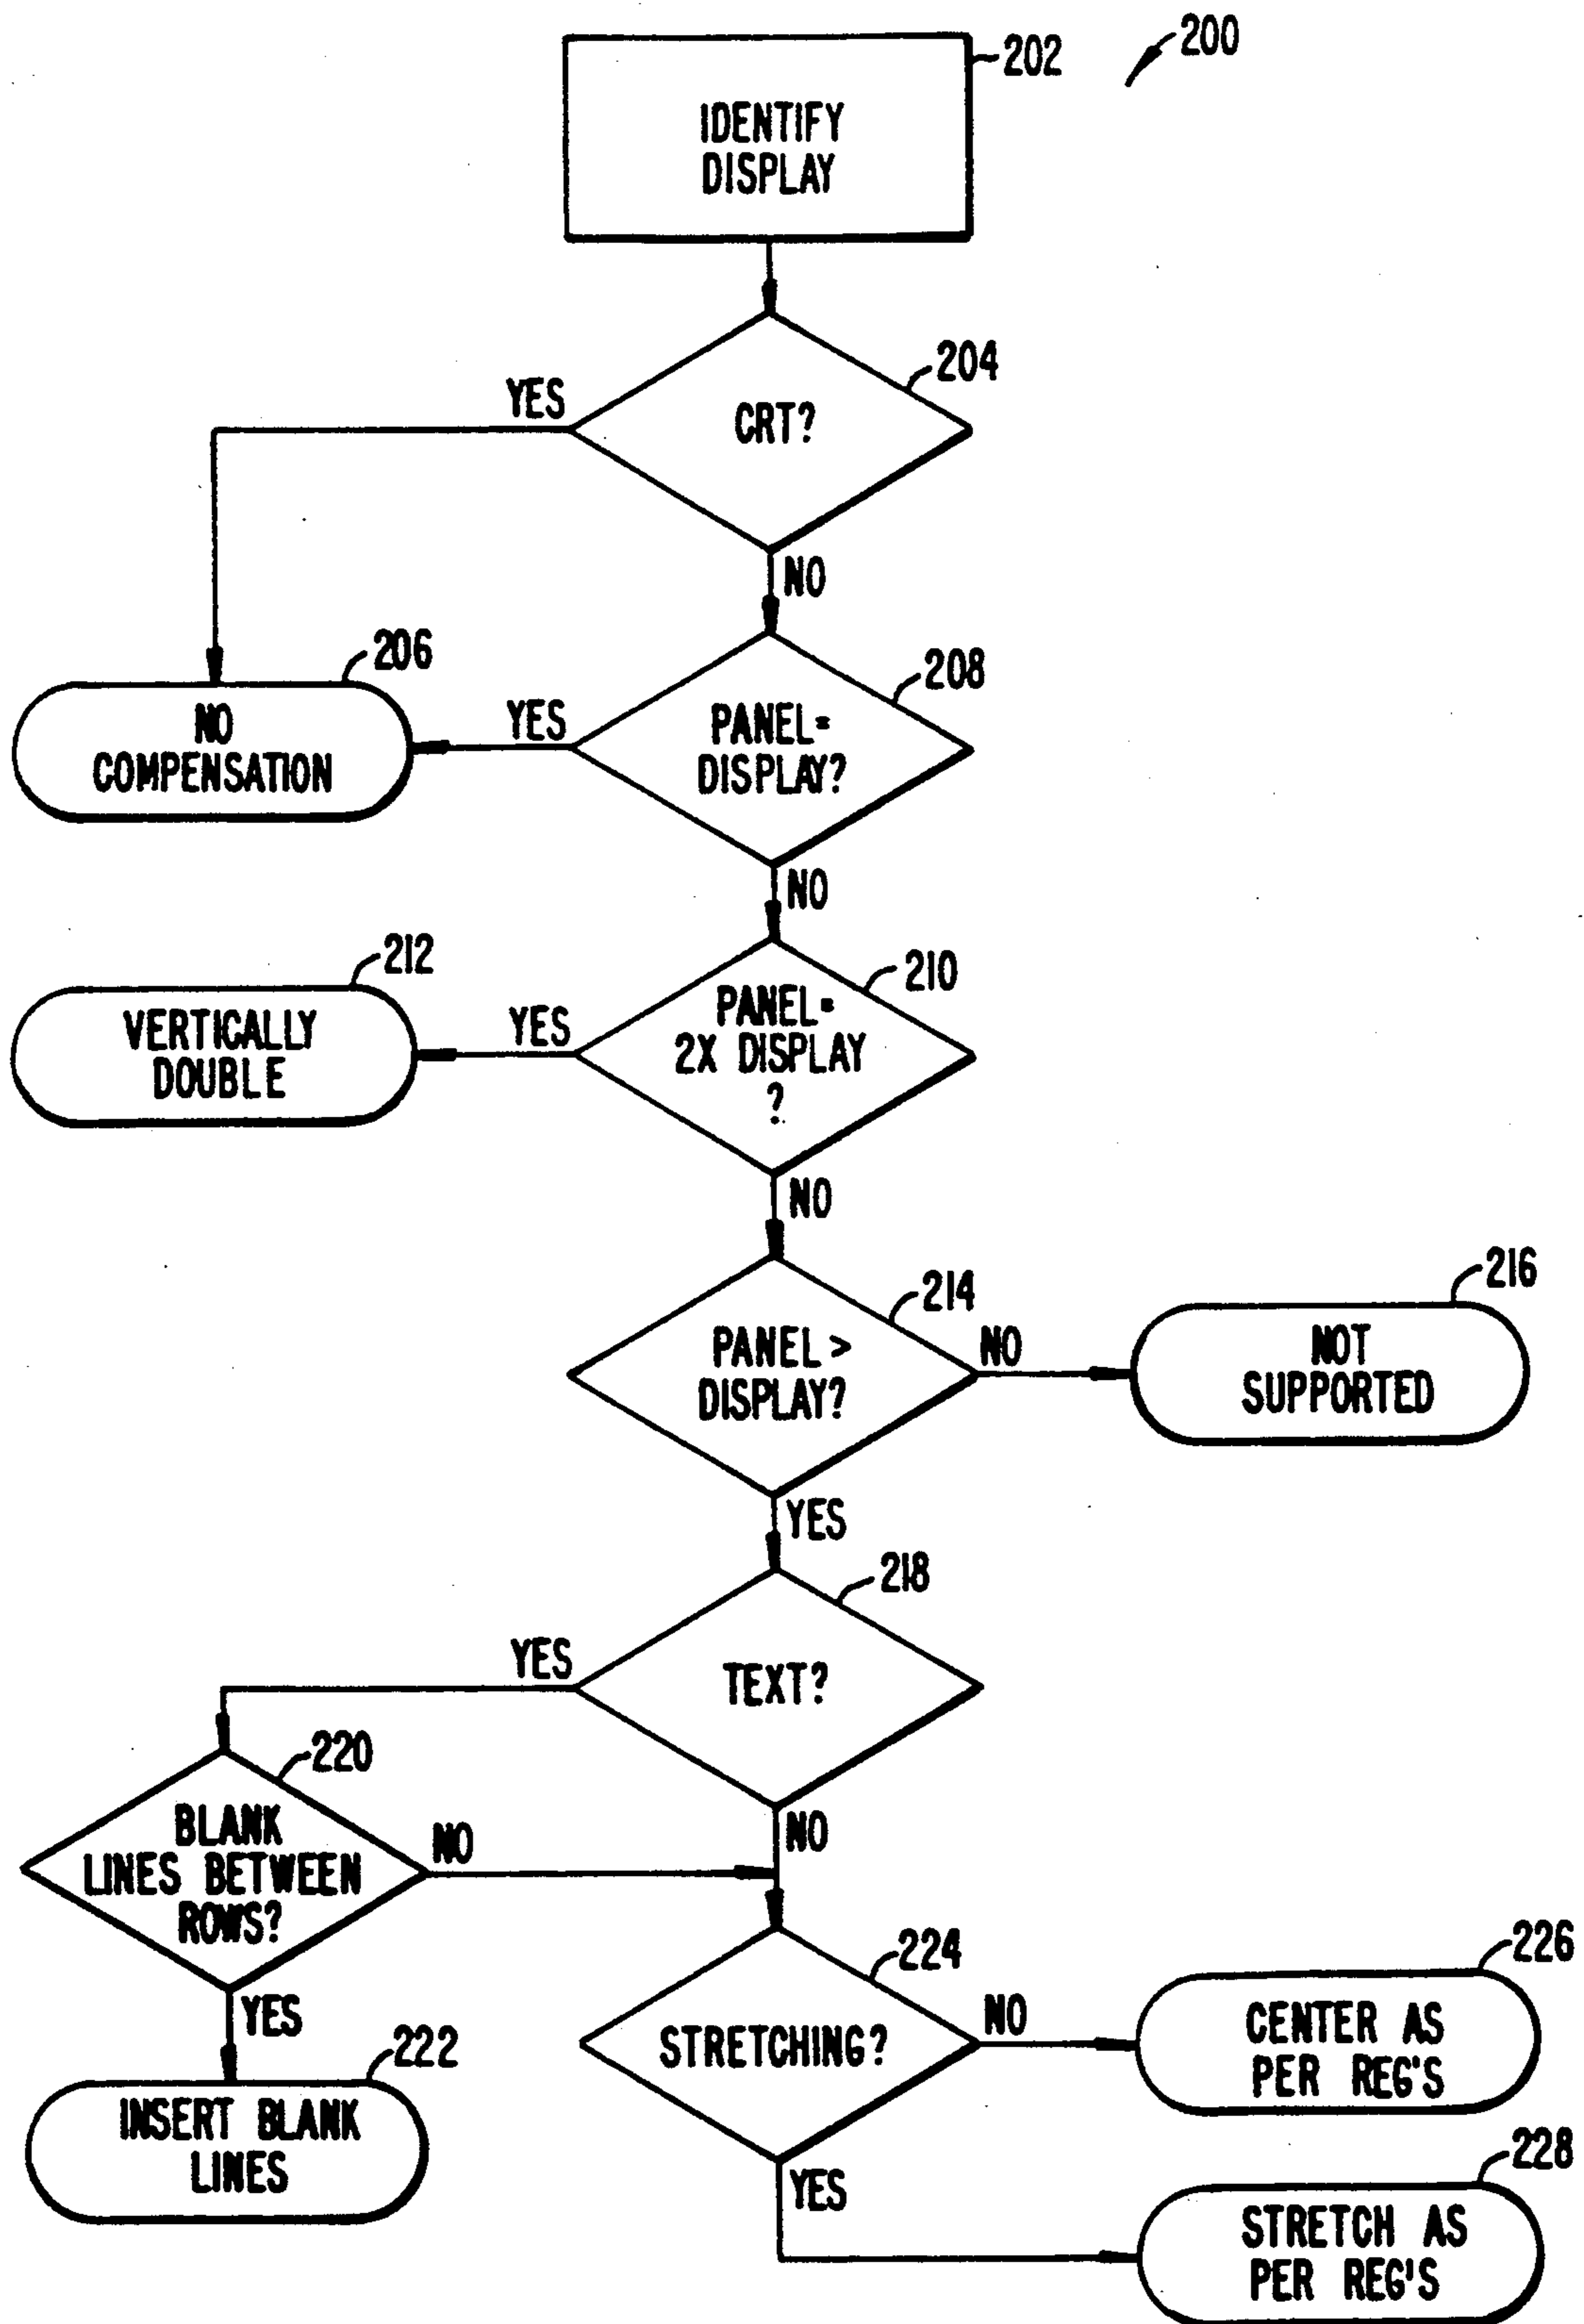 200
202
IDENTIFY
DISPLAY
204
YES
CRT?
NO
206
NO
COMPENSATION
208
YES
PANEL=
DISPLAY?
NO
212
VERTICALLY
DOUBLE
210
YES
PANEL=
2X DISPLAY
?
NO
214
PANEL >
DISPLAY?
NO
216
NOT
SUPPORTED
YES
218
YES
TEXT?
NO
220
BLANK
LINES BETWEEN
ROWS?
NO
YES
222
INSERT BLANK
LINES
224
STRETCHING?
NO
226
CENTER AS
PER REG'S
YES
228
STRETCH AS
PER REG'S